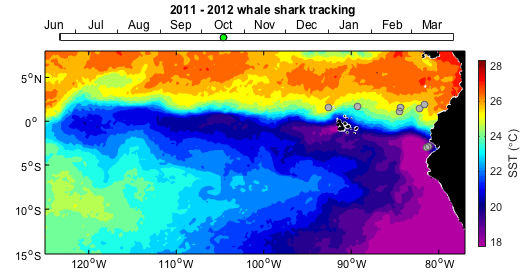 2011 - 2012 whale shark tracking
Jun Jul Aug Sep Oct Nov Dec Jan Feb Mar
5°N
0°
5°S
10°S
15°S
120°W 110°W 100°W 90°W 80°W
28
26
24
22
20
18
SST (°C)